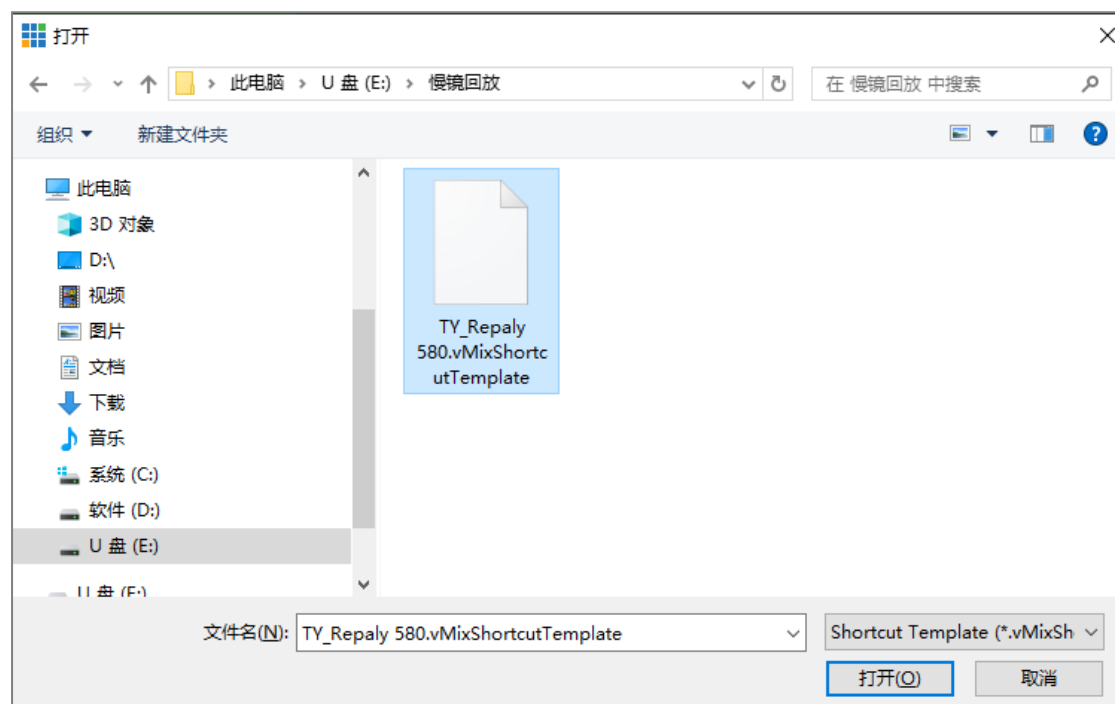 打开
此电脑 › U 盘 (E:) › 慢镜回放
在 慢镜回放 中搜索
组织
新建文件夹
此电脑
3D 对象
D:\
视频
图片
文档
下载
音乐
系统 (C:)
软件 (D:)
U 盘 (E:)
TY_Repaly
580.vMixShortc
utTemplate
文件名(N):
TY_Repaly 580.vMixShortcutTemplate
Shortcut Template (*.vMixSh
打开(O)
取消